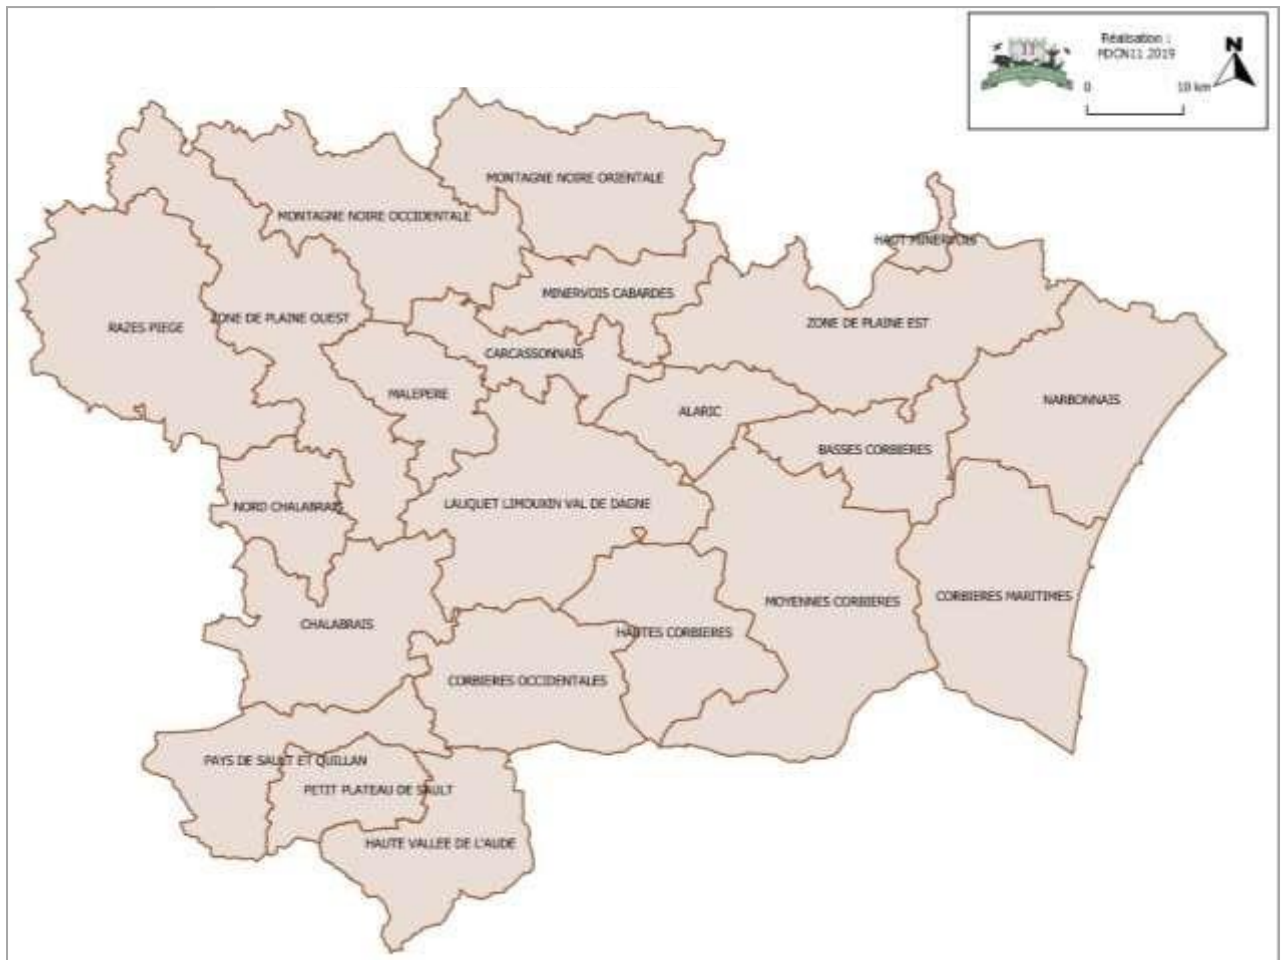 Réalisation :
FDCN11 2019
N
0 10 km
MONTAGNE NOIRE ORIENTALE
MONTAGNE NOIRE OCCIDENTALE
HAUT MINERVOIS
MINERVOIS CABARDES
ZONE DE PLAINE OUEST
ZONE DE PLAINE EST
RAZES PIEGE
CARCASSONNAIS
MALEPERE
NARBONNAIS
ALARIC
BASSES CORBIERES
NORD CHALABRAIS
LAUQUET LIMOUXIN VAL DE DAGNE
CORBIERES MARITIMES
MOYENNES CORBIERES
CHALABRAIS
HAUTES CORBIERES
CORBIERES OCCIDENTALES
PAYS DE SAULT ET QUILLAN
PETIT PLATEAU DE SAULT
HAUTE VALLEE DE L'AUDE